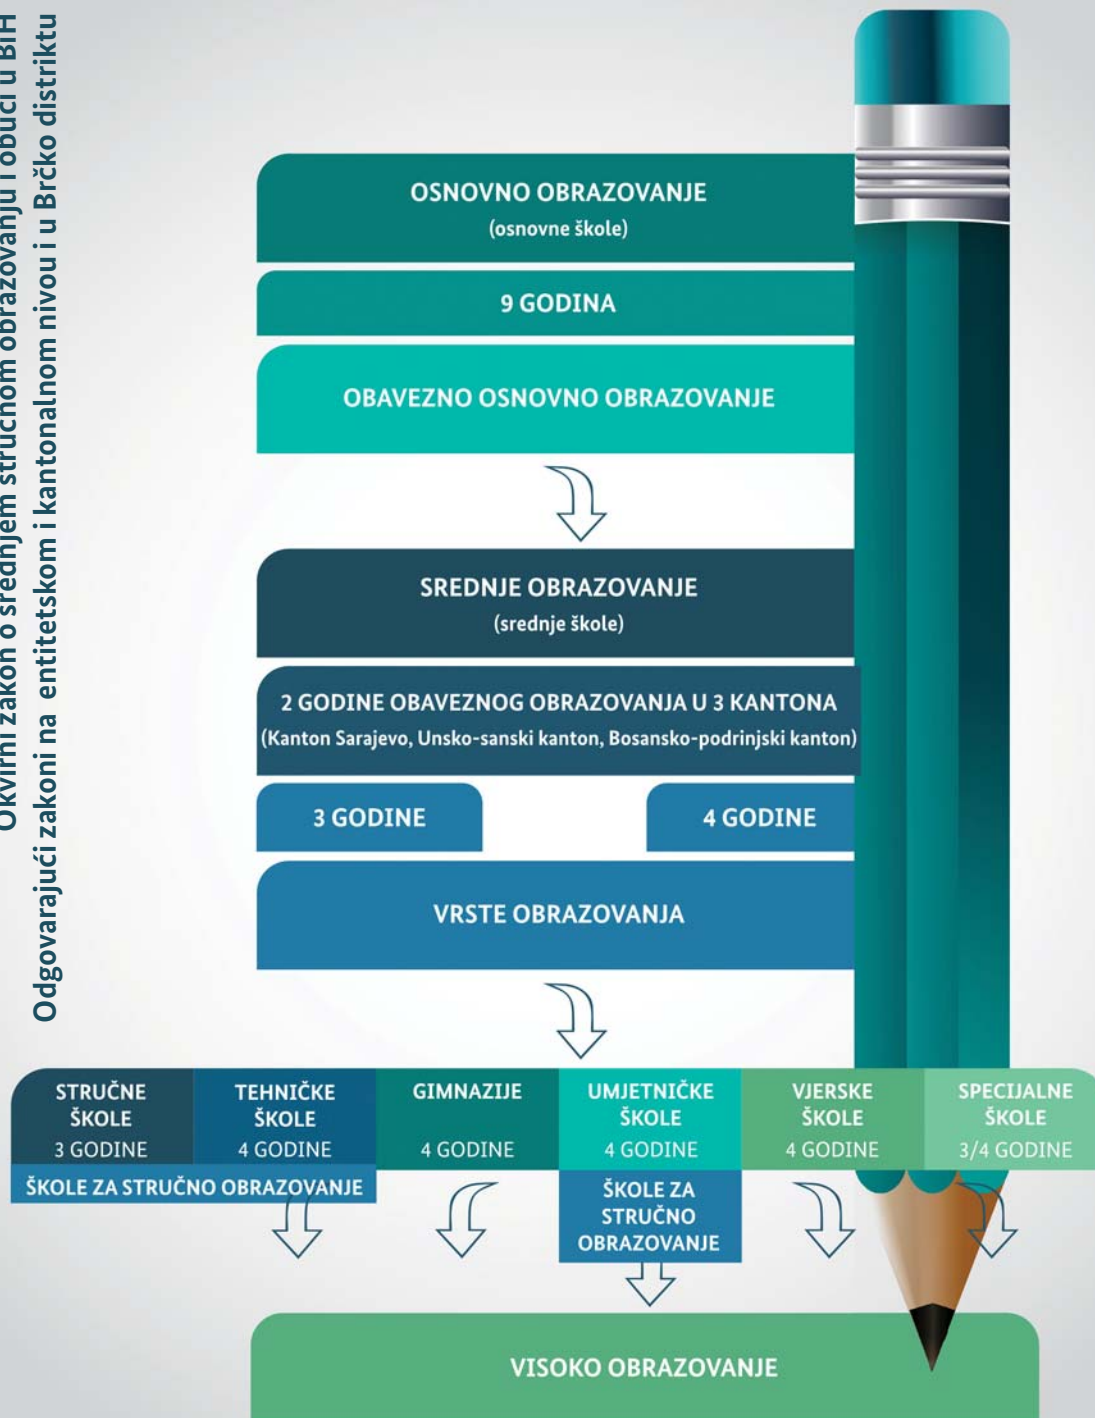 Okvirni zakon o srednjem stručnom obrazovanju i obuci u BiH
Odgovarajući zakoni na entitetskom i kantonalnom nivou i u Brčko distriktu
OSNOVNO OBRAZOVANJE
(osnovne škole)
9 GODINA
OBAVEZNO OSNOVNO OBRAZOVANJE
SREDNJE OBRAZOVANJE
(srednje škole)
2 GODINE OBAVEZNOG OBRAZOVANJA U 3 KANTONA
(Kanton Sarajevo, Unsko-sanski kanton, Bosansko-podrinjski kanton)
3 GODINE
4 GODINE
VRSTE OBRAZOVANJA
STRUČNE
ŠKOLE
3 GODINE
TEHNIČKE
ŠKOLE
4 GODINE
ŠKOLE ZA STRUČNO OBRAZOVANJE
GIMNAZIJE
4 GODINE
UMJETNIČKE
ŠKOLE
4 GODINE
ŠKOLE ZA
STRUČNO
OBRAZOVANJE
VJERSKE
ŠKOLE
4 GODINE
SPECIJALNE
ŠKOLE
3/4 GODINE
VISOKO OBRAZOVANJE